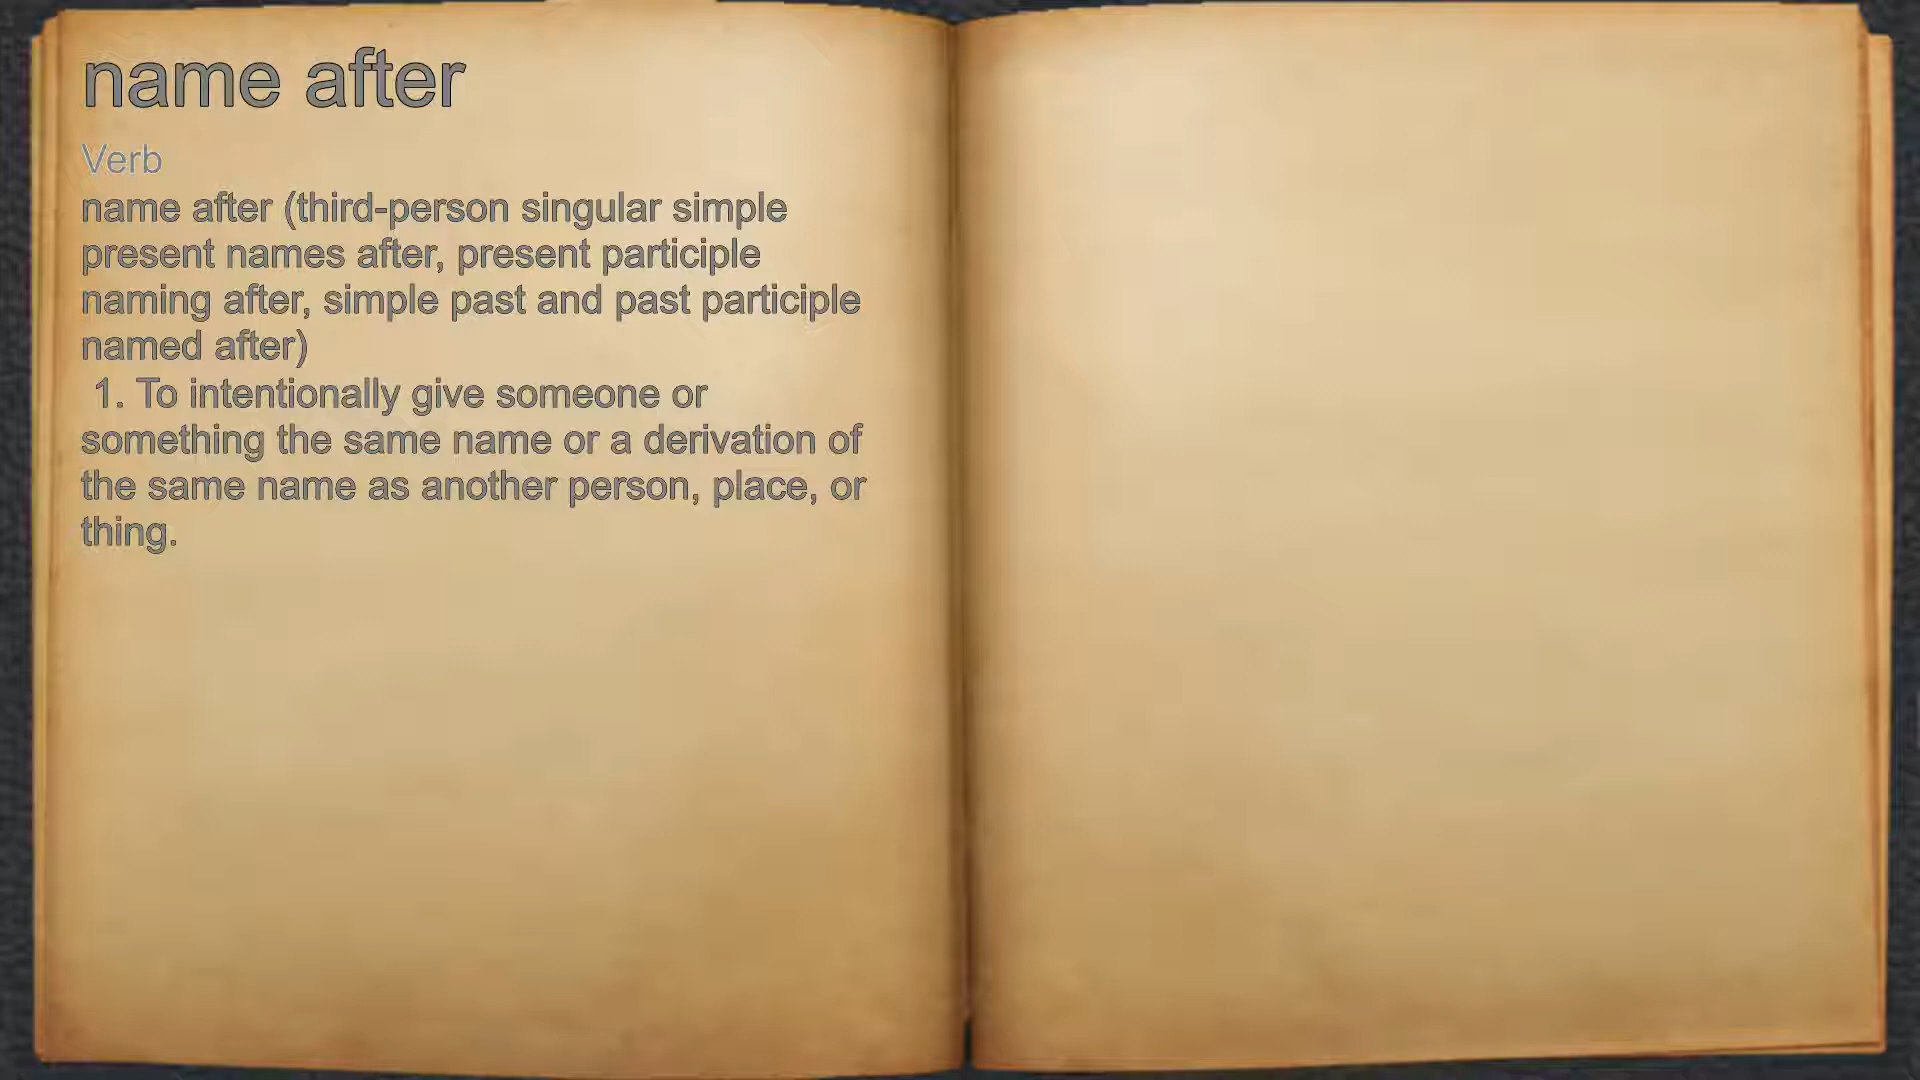 name after
Verb
name after (third-person singular simple
present names after, present participle
naming after, simple past and past participle
named after)
1. To intentionally give someone or
something the same name or a derivation of
the same name as another person, place, or
thing.